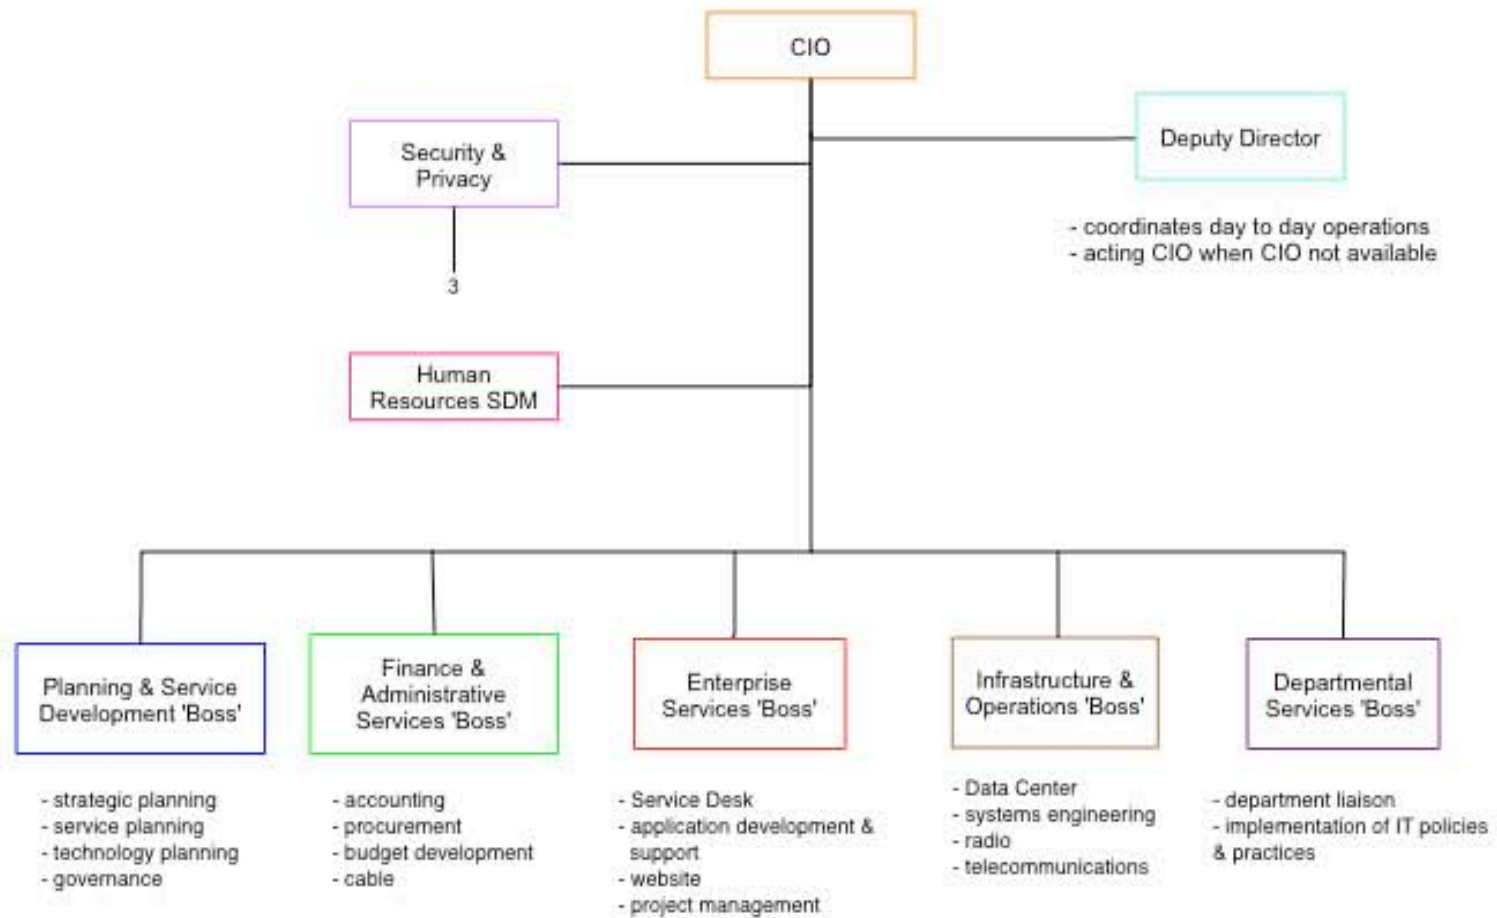 CIO
Deputy Director
Security &
Privacy
- coordinates day to day operations
- acting CIO when CIO not available
3
Human
Resources SDM
Planning & Service
Development 'Boss'
Finance &
Administrative
Services 'Boss'
Enterprise
Services 'Boss'
Infrastructure &
Operations 'Boss'
Departmental
Services 'Boss'
- strategic planning
- service planning
- technology planning
- governance
- accounting
- procurement
- budget development
- cable
- Service Desk
- application development &
support
- website
- project management
- Data Center
- systems engineering
- radio
- telecommunications
- department liaison
- implementation of IT policies
& practices